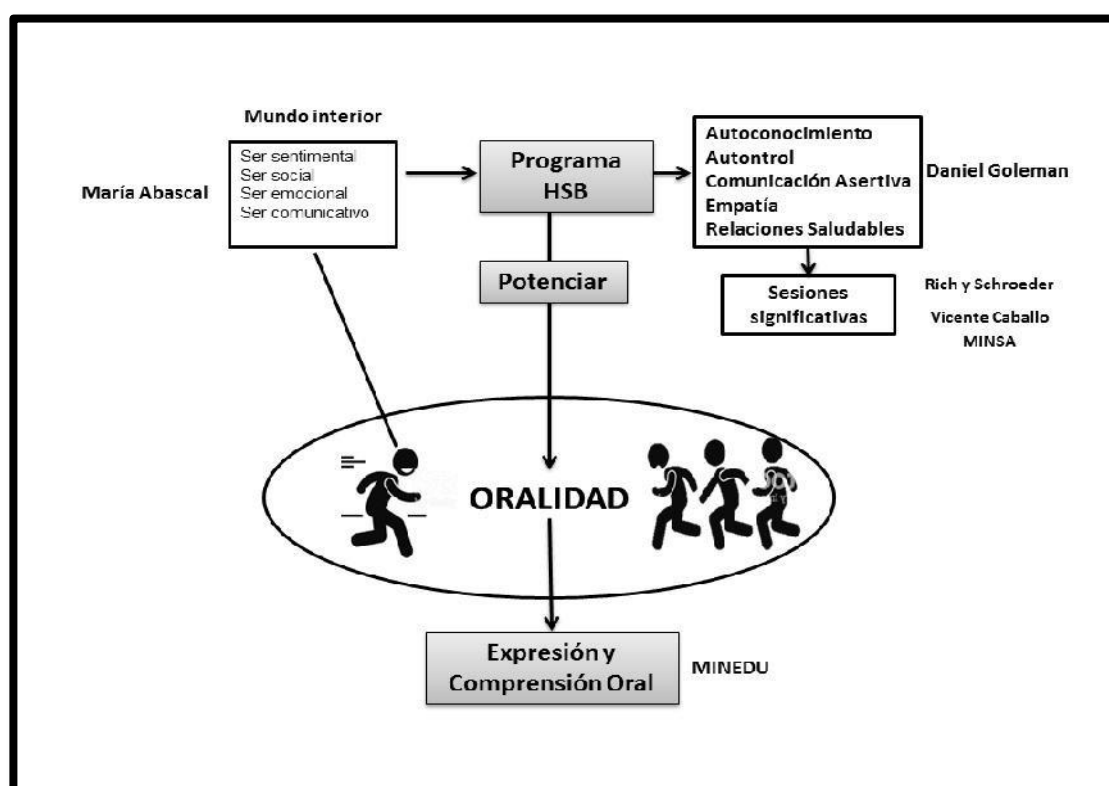 Mundo interior
María Abascal
Ser sentimental
Ser social
Ser emocional
Ser comunicativo
Programa
HSB
Autoconocimiento
Autontrol
Comunicación Asertiva
Empatía
Relaciones Saludables
Daniel Goleman
Potenciar
Sesiones
significativas
Rich y Schroeder
Vicente Caballo
MINSA
ORALIDAD
Expresión y
Comprensión Oral
MINEDU